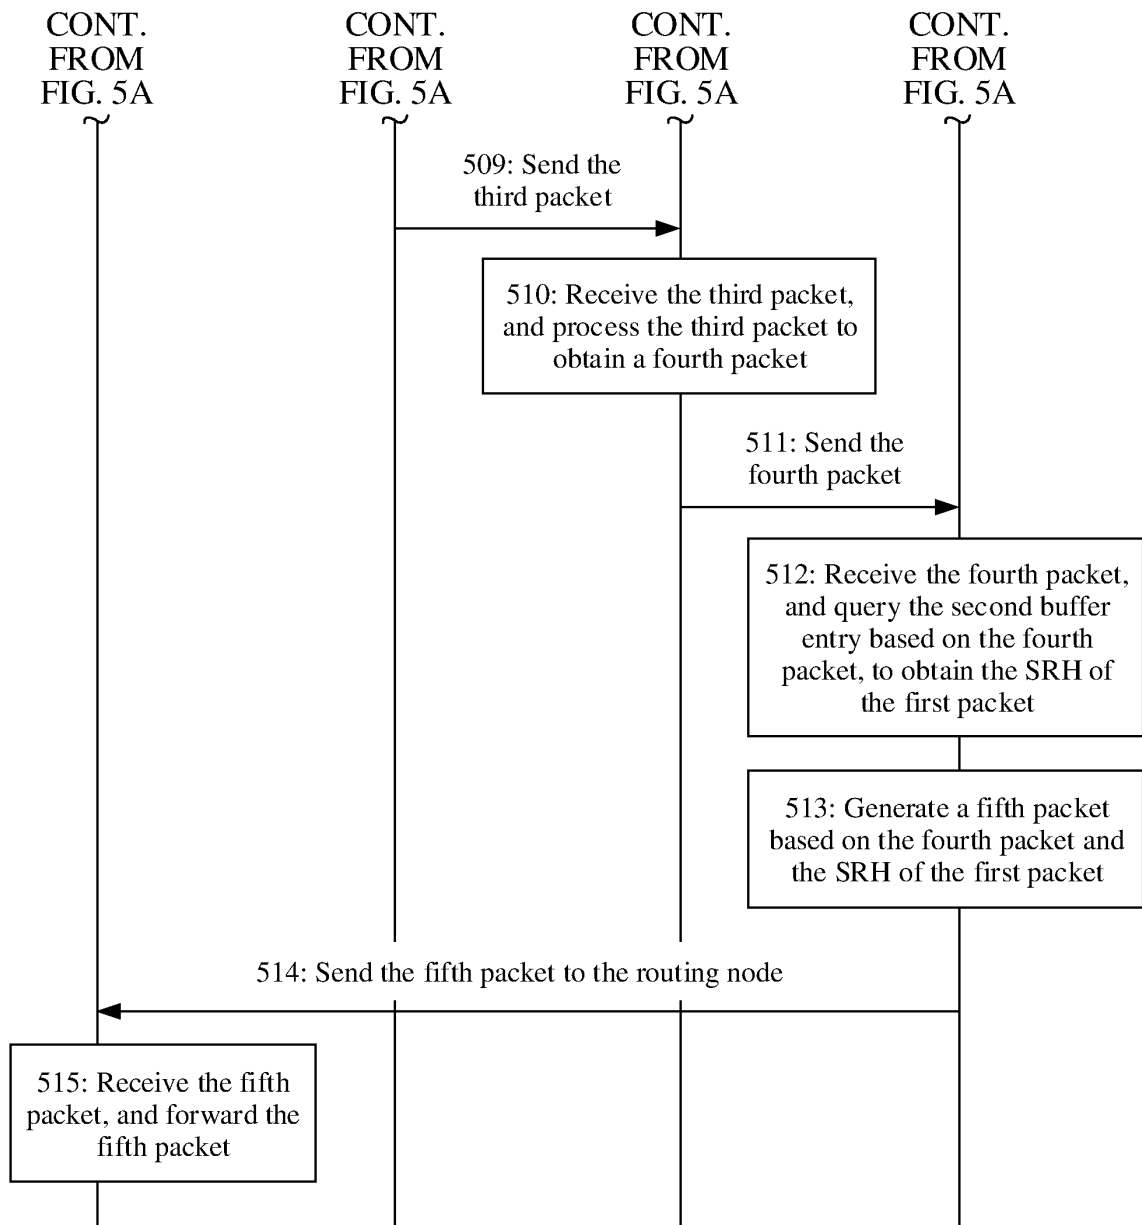 CONT.
FROM
FIG. 5A
CONT.
FROM
FIG. 5A
CONT.
FROM
FIG. 5A
CONT.
FROM
FIG. 5A
509: Send the
third packet
510: Receive the third packet,
and process the third packet to
obtain a fourth packet
511: Send the
fourth packet
512: Receive the fourth packet,
and query the second buffer
entry based on the fourth
packet, to obtain the SRH of
the first packet
513: Generate a fifth packet
based on the fourth packet and
the SRH of the first packet
514: Send the fifth packet to the routing node
515: Receive the fifth
packet, and forward the
fifth packet